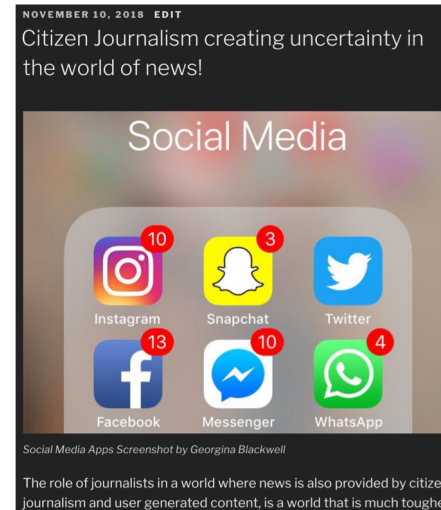 NOVEMBER 10, 2018 EDIT
Citizen Journalism creating uncertainty in
the world of news!
Social Media
10 3
Instagram Snapchat Twitter
13 10 4
Facebook Messenger WhatsApp
Social Media Apps Screenshot by Georgina Blackwell
The role of journalists in a world where news is also provided by citize
journalism and user generated content, is a world that is much toughe